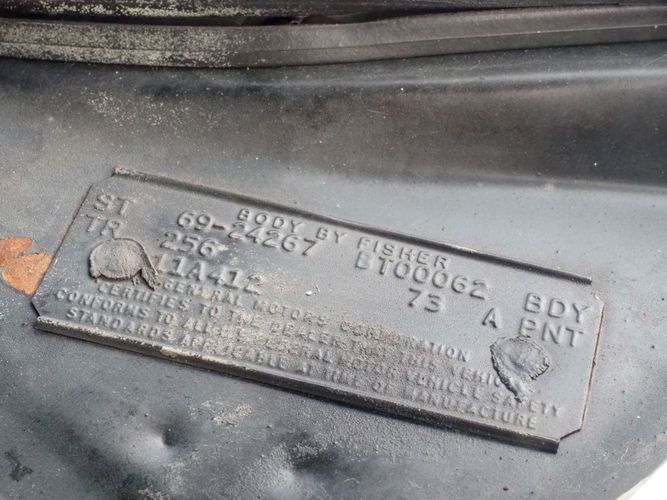 BODY BY FISHER
ST 69-24267 BT00062 BDY
TR 256 73 A PNT
11A412
GENERAL MOTORS CORPORATION
CERTIFIES TO THE DEALER THAT THIS VEHICLE
CONFORMS TO ALL GENERAL MOTOR VEHICLE SAFETY
STANDARDS APPLICABLE AT TIME OF MANUFACTURE